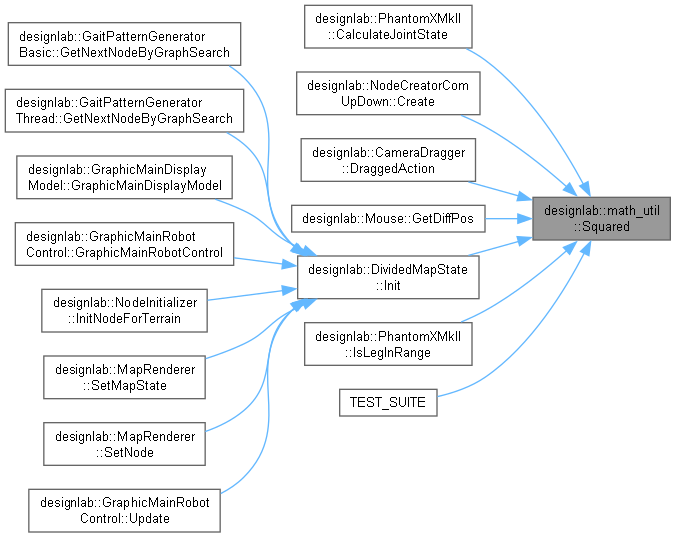 designlab::GaitPatternGenerator
Basic::GetNextNodeByGraphSearch
designlab::GaitPatternGenerator
Thread::GetNextNodeByGraphSearch
designlab::GraphicMainDisplay
Model::GraphicMainDisplayModel
designlab::GraphicMainRobot
Control::GraphicMainRobotControl
designlab::NodeInitializer
::InitNodeForTerrain
designlab::MapRenderer
::SetMapState
designlab::MapRenderer
::SetNode
designlab::GraphicMainRobot
Control::Update
designlab::PhantomXMkII
::CalculateJointState
designlab::NodeCreatorCom
UpDown::Create
designlab::CameraDragger
::DraggedAction
designlab::Mouse::GetDiffPos
designlab::DividedMapState
::Init
designlab::PhantomXMkII
::IsLegInRange
TEST_SUITE
designlab::math_util
::Squared